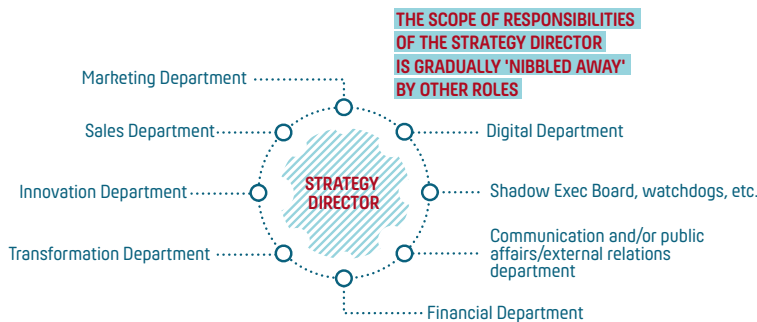 THE SCOPE OF RESPONSIBILITIES
OF THE STRATEGY DIRECTOR
IS GRADUALLY 'NIBBLED AWAY'
BY OTHER ROLES
Marketing Department
Sales Department
Digital Department
Innovation Department
STRATEGY
DIRECTOR
Shadow Exec Board, watchdogs, etc.
Transformation Department
Communication and/or public
affairs/external relations
department
Financial Department